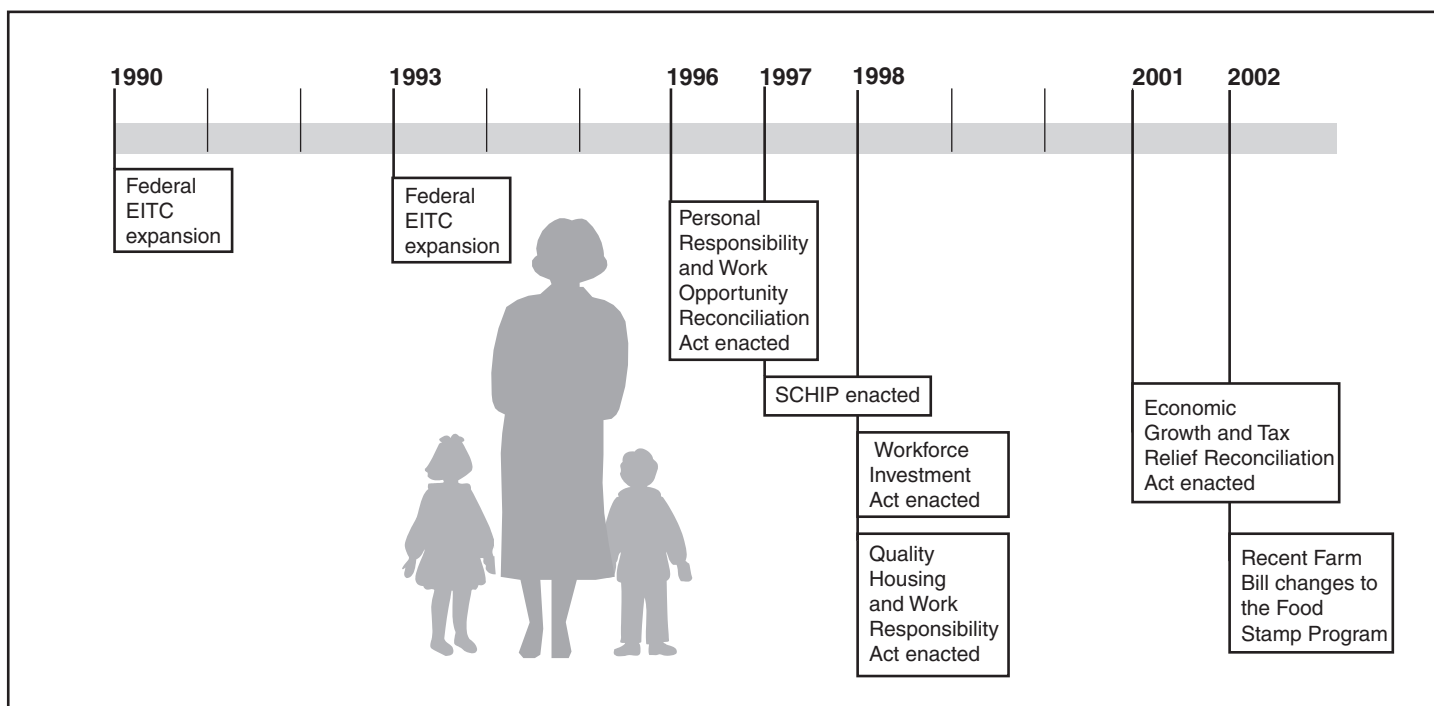 1990
1993
1996
1997
1998
2001
2002
Federal
EITC
expansion
Federal
EITC
expansion
Personal
Responsibility
and Work
Opportunity
Reconciliation
Act enacted
SCHIP enacted
Workforce
Investment
Act enacted
Quality
Housing
and Work
Responsibility
Act enacted
Economic
Growth and Tax
Relief Reconciliation
Act enacted
Recent Farm
Bill changes to
the Food
Stamp Program